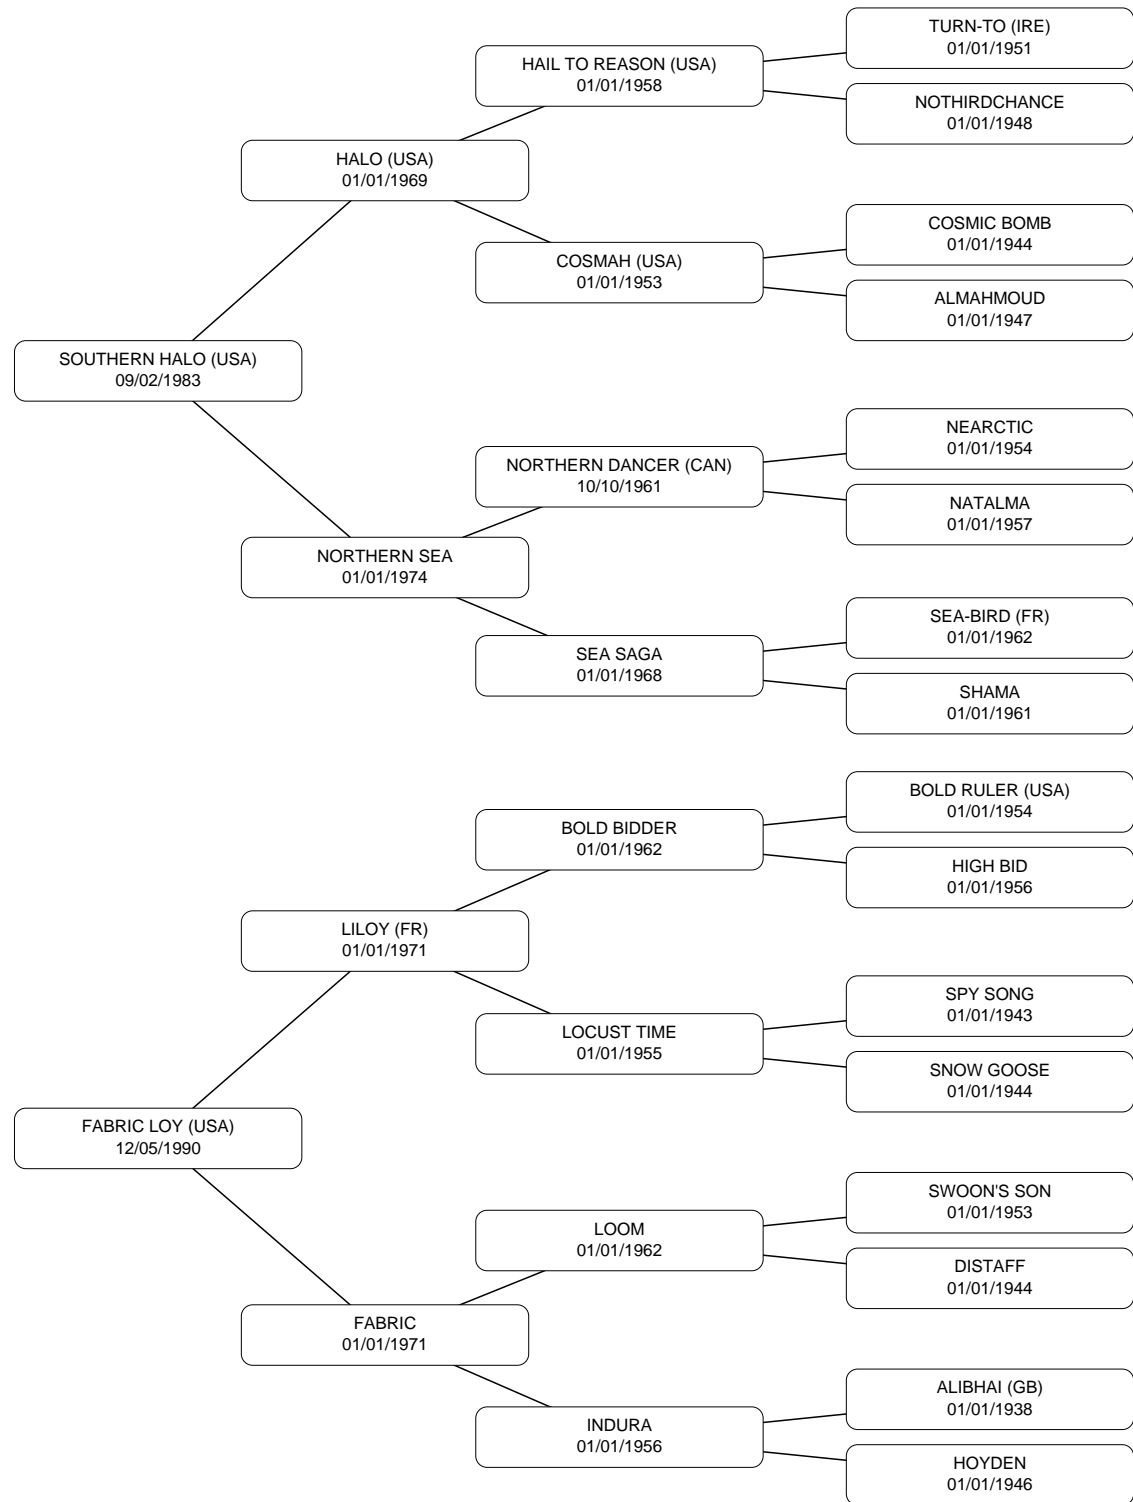 TURN-TO (IRE)
01/01/1951
HAIL TO REASON (USA)
01/01/1958
NOTHIRDCHANCE
01/01/1948
HALO (USA)
01/01/1969
COSMIC BOMB
01/01/1944
COSMAH (USA)
01/01/1953
ALMAHMOUD
01/01/1947
SOUTHERN HALO (USA)
09/02/1983
NEARCTIC
01/01/1954
NORTHERN DANCER (CAN)
10/10/1961
NATALMA
01/01/1957
NORTHERN SEA
01/01/1974
SEA-BIRD (FR)
01/01/1962
SEA SAGA
01/01/1968
SHAMA
01/01/1961
BOLD RULER (USA)
01/01/1954
BOLD BIDDER
01/01/1962
HIGH BID
01/01/1956
LILOY (FR)
01/01/1971
SPY SONG
01/01/1943
LOCUST TIME
01/01/1955
SNOW GOOSE
01/01/1944
FABRIC LOY (USA)
12/05/1990
SWOON'S SON
01/01/1953
LOOM
01/01/1962
DISTAFF
01/01/1944
FABRIC
01/01/1971
ALIBHAI (GB)
01/01/1938
INDURA
01/01/1956
HOYDEN
01/01/1946